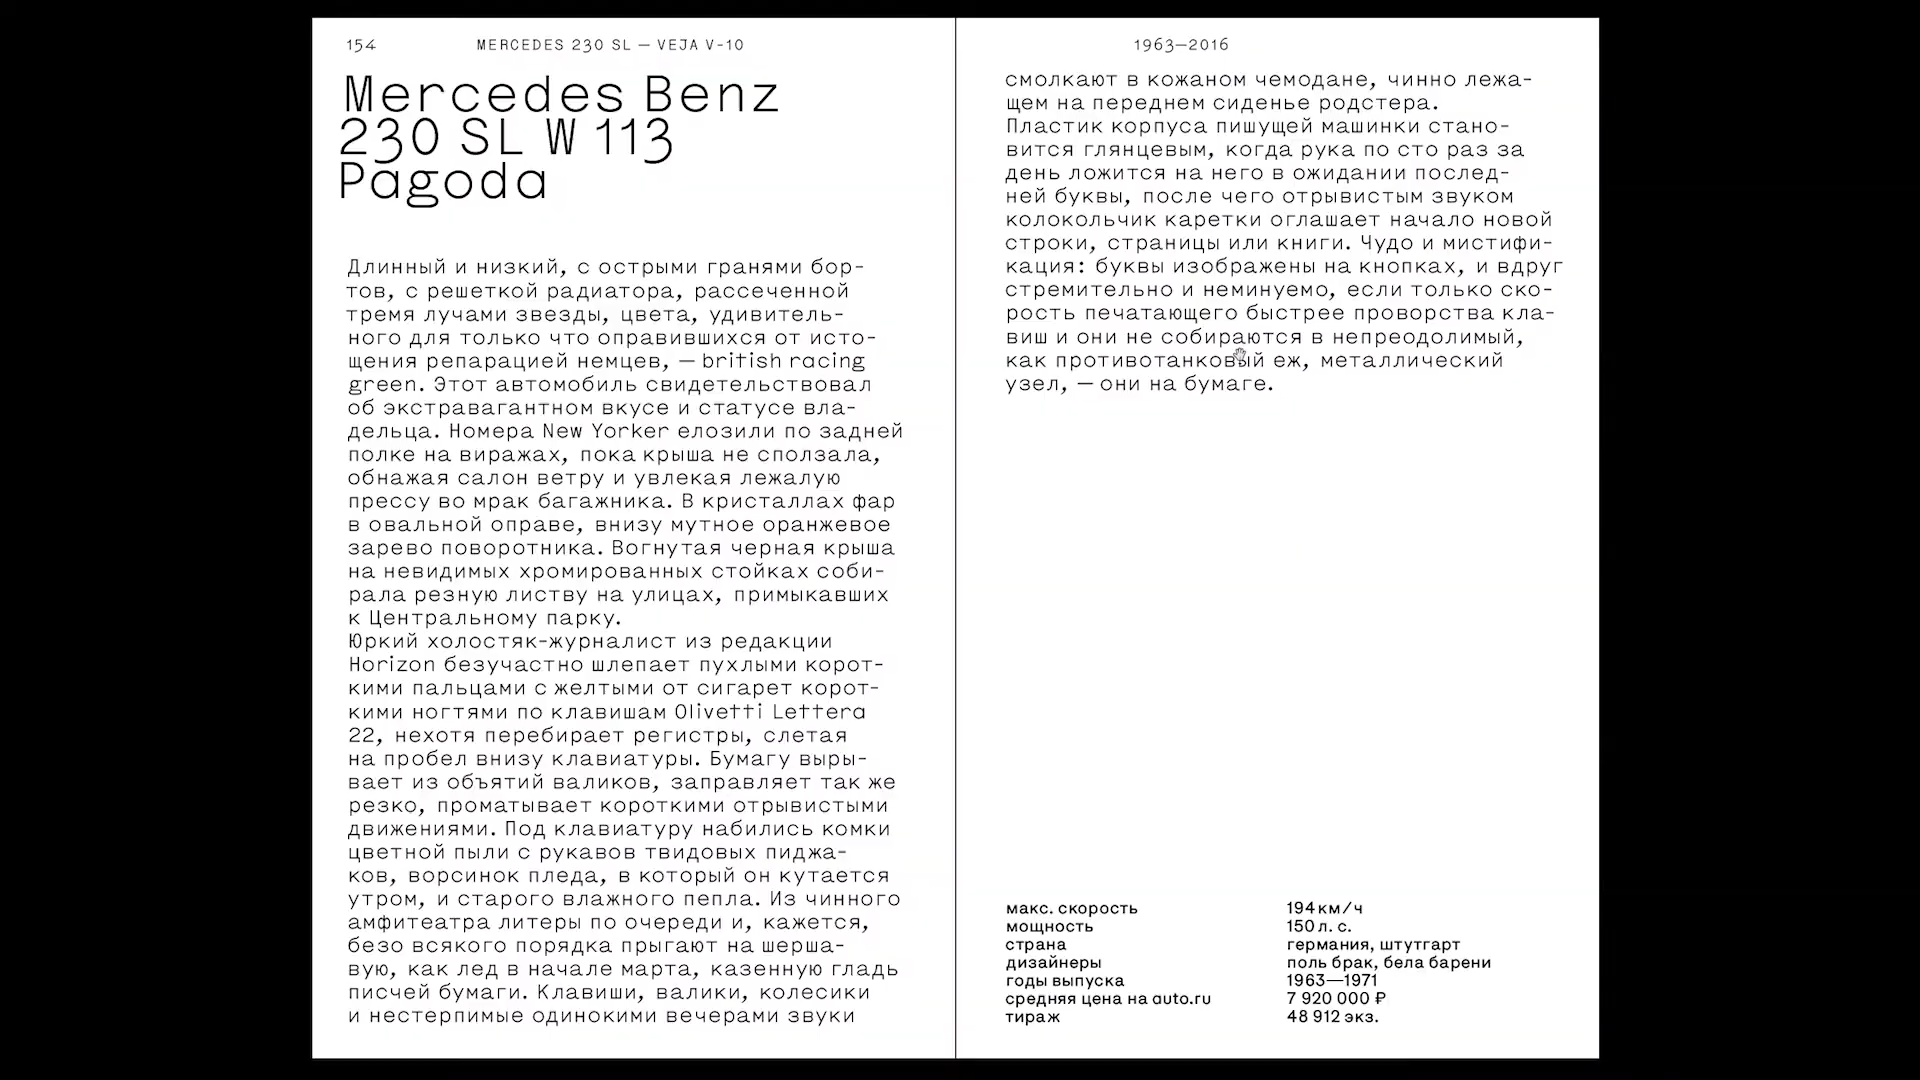 154
MERCEDES 230 SL — VEJA V-10
Mercedes Benz
230 SL W 113
Pagoda
Длинный и низкий, с острыми гранями бор-
тов, с решеткой радиатора, рассеченной
тремя лучами звезды, цвета, удивитель-
ного для только что оправившихся от исто-
щения репарацией немцев, — british racing
green. Этот автомобиль свидетельствовал
об экстравагантном вкусе и статусе вла-
дельца. Номера New Yorker елозили по задней
полке на виражах, пока крыша не сползала,
обнажая салон ветру и увлекая лежалую
прессу во мрак багажника. В кристаллах фар
в овальной оправе, внизу мутное оранжевое
зарево поворотника. Вогнутая черная крыша
на невидимых хромированных стойках соби-
рала резную листву на улицах, примыкавших
к Центральному парку.
Юркий холостяк-журналист из редакции
Horizon безучастно шлепает пухлыми корот-
кими пальцами с желтыми от сигарет корот-
кими ногтями по клавишам Olivetti Lettera
22, нехотя перебирает регистры, слетая
на пробел внизу клавиатуры. Бумагу выры-
вает из объятий валиков, заправляет так же
резко, проматывает короткими отрывистыми
движениями. Под клавиатуру набились комки
цветной пыли с рукавов твидовых пиджа-
ков, ворсинок пледа, в который он кутается
утром, и старого влажного пепла. Из чинного
амфитеатра литеры по очереди и, кажется,
безо всякого порядка прыгают на шерша-
вую, как лед в начале марта, казенную гладь
писчей бумаги. Клавиши, валики, колесики
и нестерпимые одинокими вечерами звуки
1963—2016
смолкают в кожаном чемодане, чинно лежа-
щем на переднем сиденье родстера.
Пластик корпуса пишущей машинки стано-
вится глянцевым, когда рука по сто раз за
день ложится на него в ожидании послед-
ней буквы, после чего отрывистым звуком
колокольчик каретки оглашает начало новой
строки, страницы или книги. Чудо и мистифи-
кация: буквы изображены на кнопках, и вдруг
стремительно и неминуемо, если только ско-
рость печатающего быстрее проворства кла-
виш и они не собираются в непреодолимый,
как противотанковый еж, металлический
узел, — они на бумаге.
макс. скорость 194 км/ч
мощность 150 л. с.
страна германия, штутгарт
дизайнеры поль брак, бела барени
годы выпуска 1963—1971
средняя цена на auto.ru 7 920 000 ₽
тираж 48 912 экз.